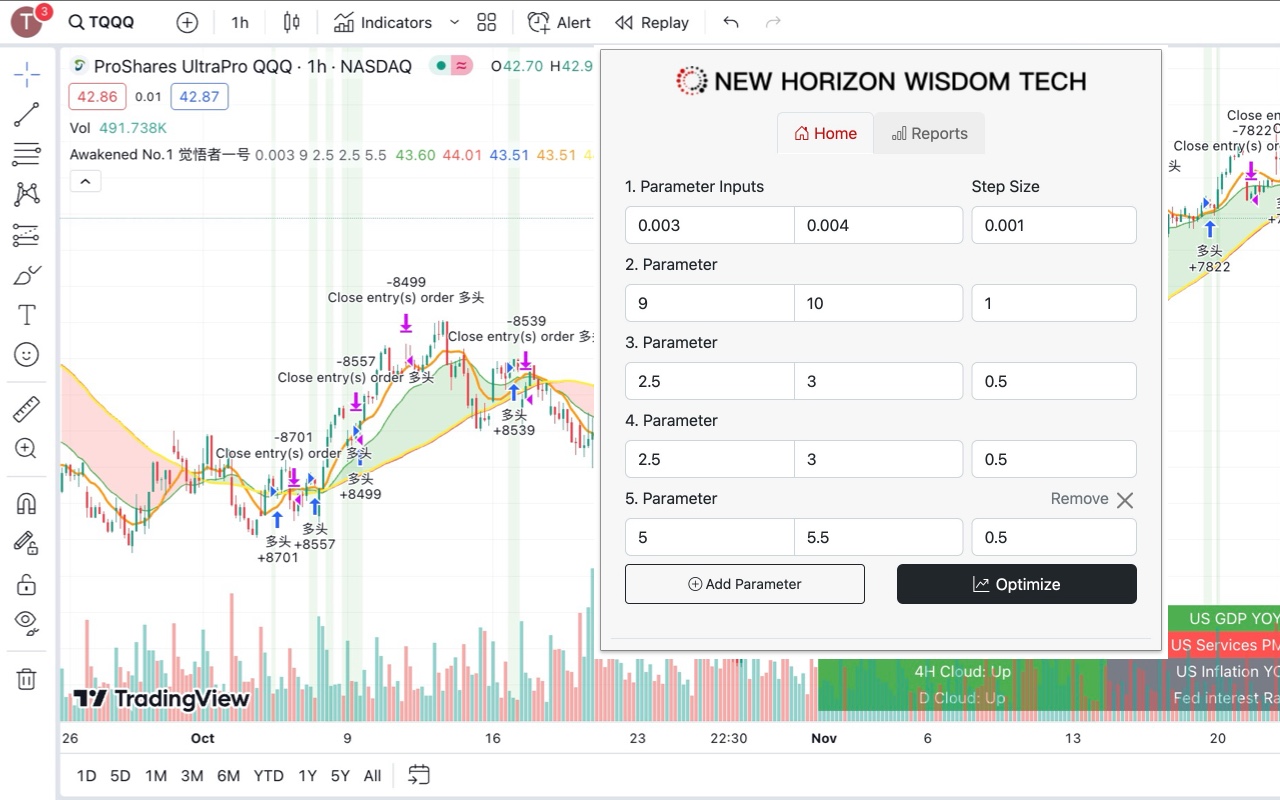 T
3
TQQQ
1h
Indicators
Alert
Replay
ProShares UltraPro QQQ · 1h · NASDAQ
O42.70 H42.9
42.86
0.01
42.87
Vol 491.738K
Awakened No.1 觉悟者一号 0.003 9 2.5 2.5 5.5 43.60 44.01 43.51 43.51 4
-8499
Close entry(s) order 多头
-8539
Close entry(s) order 多
-8557
Close entry(s) order 多头
-8701
Close entry(s) order 多头
多头
+8539
多头
+8499
多头
+8557
多头
+8701
NEW HORIZON WISDOM TECH
Home
Reports
1. Parameter Inputs
Step Size
0.003
0.004
0.001
2. Parameter
9
10
1
3. Parameter
2.5
3
0.5
4. Parameter
2.5
3
0.5
5. Parameter
Remove
5
5.5
0.5
Add Parameter
Optimize
Close en
-7822
Close entry(s) or
头
多头
+7822
US GDP YOY
US Services PM
4H Cloud: Up
US Inflation YO
D Cloud: Up
Fed interest Ra
TradingView
26
Oct
9
16
23
22:30
Nov
6
13
20
1D
5D
1M
3M
6M
YTD
1Y
5Y
All